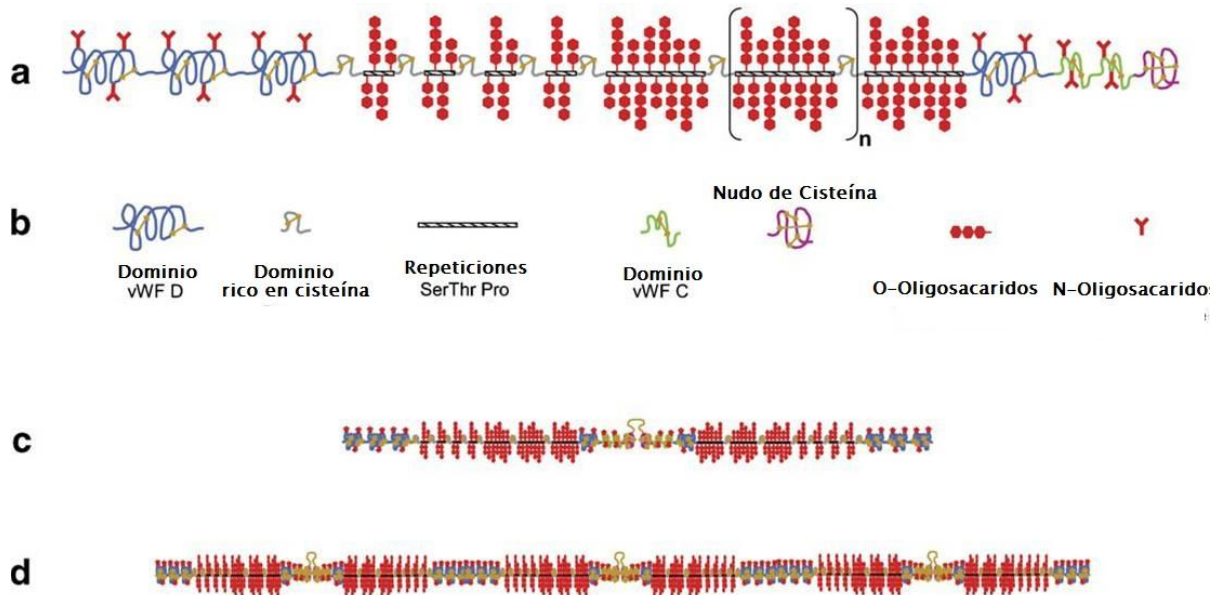 a
n
b
Nudo de Cisteína
Dominio
vWF D
Dominio
rico en cisteína
Repeticiones
SerThr Pro
Dominio
vWF C
O-Oligosacaridos
N-Oligosacaridos
c
d